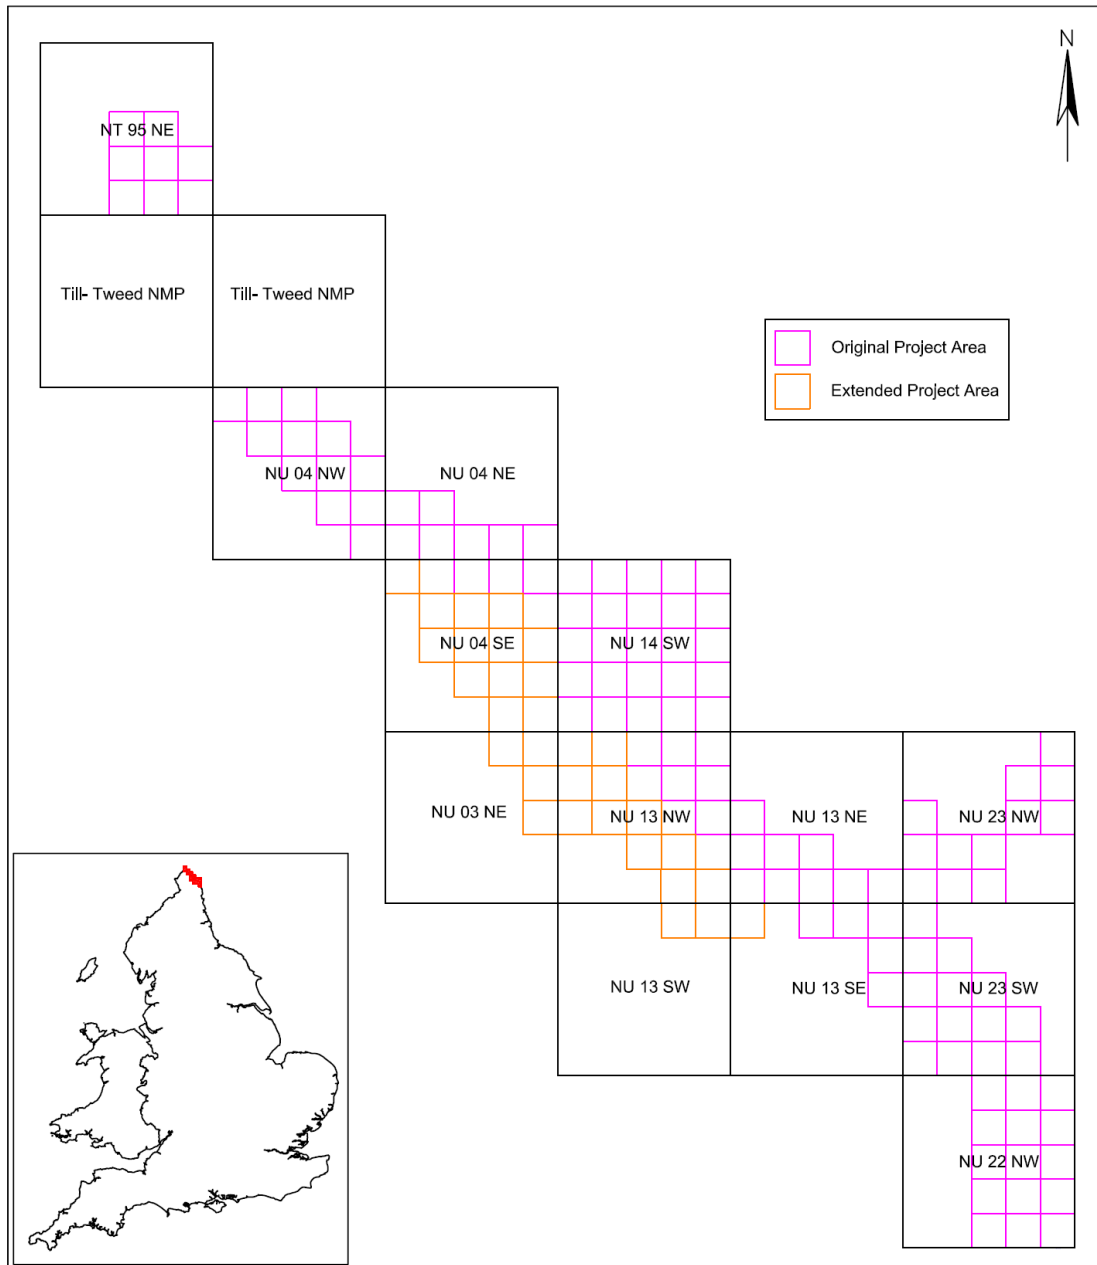 N
NT 95 NE
Till- Tweed NMP
Till- Tweed NMP
Original Project Area
Extended Project Area
NU 04 NW
NU 04 NE
NU 04 SE
NU 14 SW
NU 03 NE
NU 13 NW
NU 13 NE
NU 23 NW
NU 13 SW
NU 13 SE
NU 23 SW
NU 22 NW